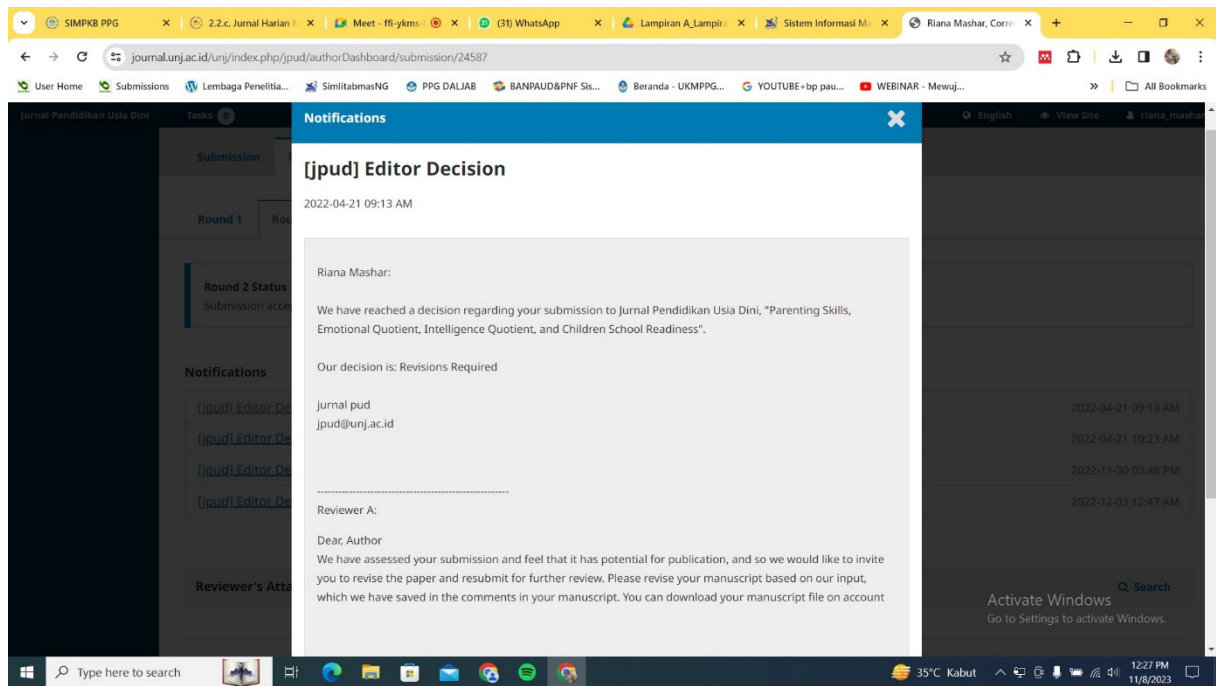 SIMPKB PPG
2.2.c. Jurnal Harian
Meet - ffi-ykms-
(31) WhatsApp
Lampiran A_Lampira
Sistem Informasi Ma
Riana Mashar, Corre
journal.unj.ac.id/unj/index.php/jpud/authorDashboard/submission/24587
User Home Submissions Lembaga Penelitia... SimlitabmasNG PPG DALJAB BANPAUD&PNF Sis... Beranda - UKMPPG... YOUTUBE+bp pau... WEBINAR - Mewuj... » All Bookmarks
Jurnal Pendidikan Usia Dini Tasks 0 English View Site riana_mashar
Notifications
Submission
[jpud] Editor Decision
2022-04-21 09:13 AM
Round 1 Rou
Riana Mashar:
Round 2 Status
Submission acce
We have reached a decision regarding your submission to Jurnal Pendidikan Usia Dini, "Parenting Skills,
Emotional Quotient, Intelligence Quotient, and Children School Readiness".
Our decision is: Revisions Required
Notifications
jurnal pud
jpud@unj.ac.id
[jpud] Editor De 2022-04-21 09:13 AM
[jpud] Editor De 2022-04-21 10:23 AM
[jpud] Editor De 2022-11-30 03:48 PM
[jpud] Editor De 2022-12-03 12:47 AM
------------------------------------------------------
Reviewer A:
Dear, Author
We have assessed your submission and feel that it has potential for publication, and so we would like to invite
you to revise the paper and resubmit for further review. Please revise your manuscript based on our input,
which we have saved in the comments in your manuscript. You can download your manuscript file on account
Reviewer's Atta Search
Activate Windows
Go to Settings to activate Windows.
Type here to search
35°C Kabut
12:27 PM
11/8/2023